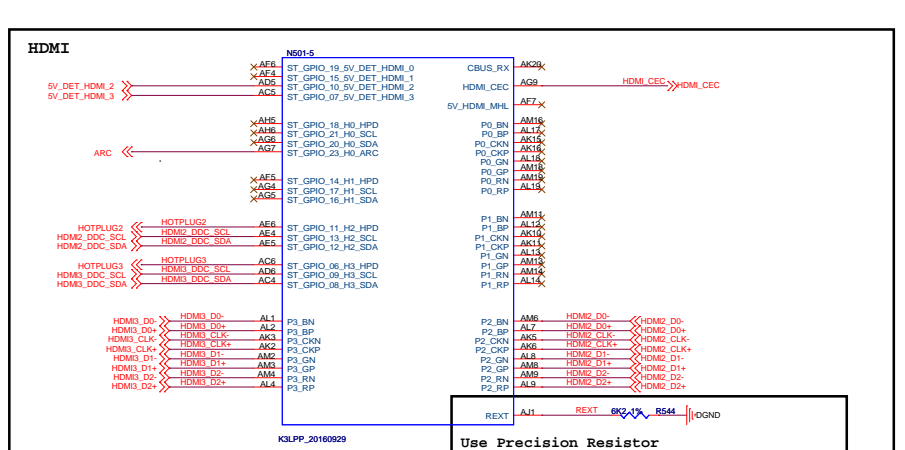 HDMI
N501-5
AF6 ST_GPIO_19_5V_DET_HDMI_0 CBUS_RX AK20
AF4 ST_GPIO_15_5V_DET_HDMI_1
5V_DET_HDMI_2 AD5 ST_GPIO_10_5V_DET_HDMI_2 HDMI_CEC AG9 HDMI_CEC HDMI_CEC
5V_DET_HDMI_3 AC5 ST_GPIO_07_5V_DET_HDMI_3
5V_HDMI_MHL AF7
AH5 ST_GPIO_18_H0_HPD P0_BN AM16
AH6 ST_GPIO_21_H0_SCL P0_BP AL17
AG6 ST_GPIO_20_H0_SDA P0_CKN AK15
ARC AG7 ST_GPIO_23_H0_ARC P0_CKP AK16
P0_GN AL18
P0_GP AM18
AF5 ST_GPIO_14_H1_HPD P0_RN AM19
AG4 ST_GPIO_17_H1_SCL P0_RP AL19
AG5 ST_GPIO_16_H1_SDA
P1_BN AM11
HOTPLUG2 HOTPLUG2 AE6 ST_GPIO_11_H2_HPD P1_BP AL12
HDMI2_DDC_SCL HDMI2_DDC_SCL AE4 ST_GPIO_13_H2_SCL P1_CKN AK10
HDMI2_DDC_SDA HDMI2_DDC_SDA AE5 ST_GPIO_12_H2_SDA P1_CKP AK11
P1_GN AL13
HOTPLUG3 HOTPLUG3 AC6 ST_GPIO_06_H3_HPD P1_GP AM13
HDMI3_DDC_SCL HDMI3_DDC_SCL AD6 ST_GPIO_09_H3_SCL P1_RN AM14
HDMI3_DDC_SDA HDMI3_DDC_SDA AC4 ST_GPIO_08_H3_SDA P1_RP AL14
HDMI3_D0- HDMI3_D0- AL1 P3_BN P2_BN AM6 HDMI2_D0- HDMI2_D0-
HDMI3_D0+ HDMI3_D0+ AL2 P3_BP P2_BP AL7 HDMI2_D0+ HDMI2_D0+
HDMI3_CLK- HDMI3_CLK- AK3 P3_CKN P2_CKN AK5 HDMI2_CLK- HDMI2_CLK-
HDMI3_CLK+ HDMI3_CLK+ AK2 P3_CKP P2_CKP AK6 HDMI2_CLK+ HDMI2_CLK+
HDMI3_D1- HDMI3_D1- AM2 P3_GN P2_GN AL8 HDMI2_D1- HDMI2_D1-
HDMI3_D1+ HDMI3_D1+ AM3 P3_GP P2_GP AM8 HDMI2_D1+ HDMI2_D1+
HDMI3_D2- HDMI3_D2- AM4 P3_RN P2_RN AM9 HDMI2_D2- HDMI2_D2-
HDMI3_D2+ HDMI3_D2+ AL4 P3_RP P2_RP AL9 HDMI2_D2+ HDMI2_D2+
REXT AJ1 REXT 6K2 1% R544 DGND
K3LPP_20160929
Use Precision Resistor